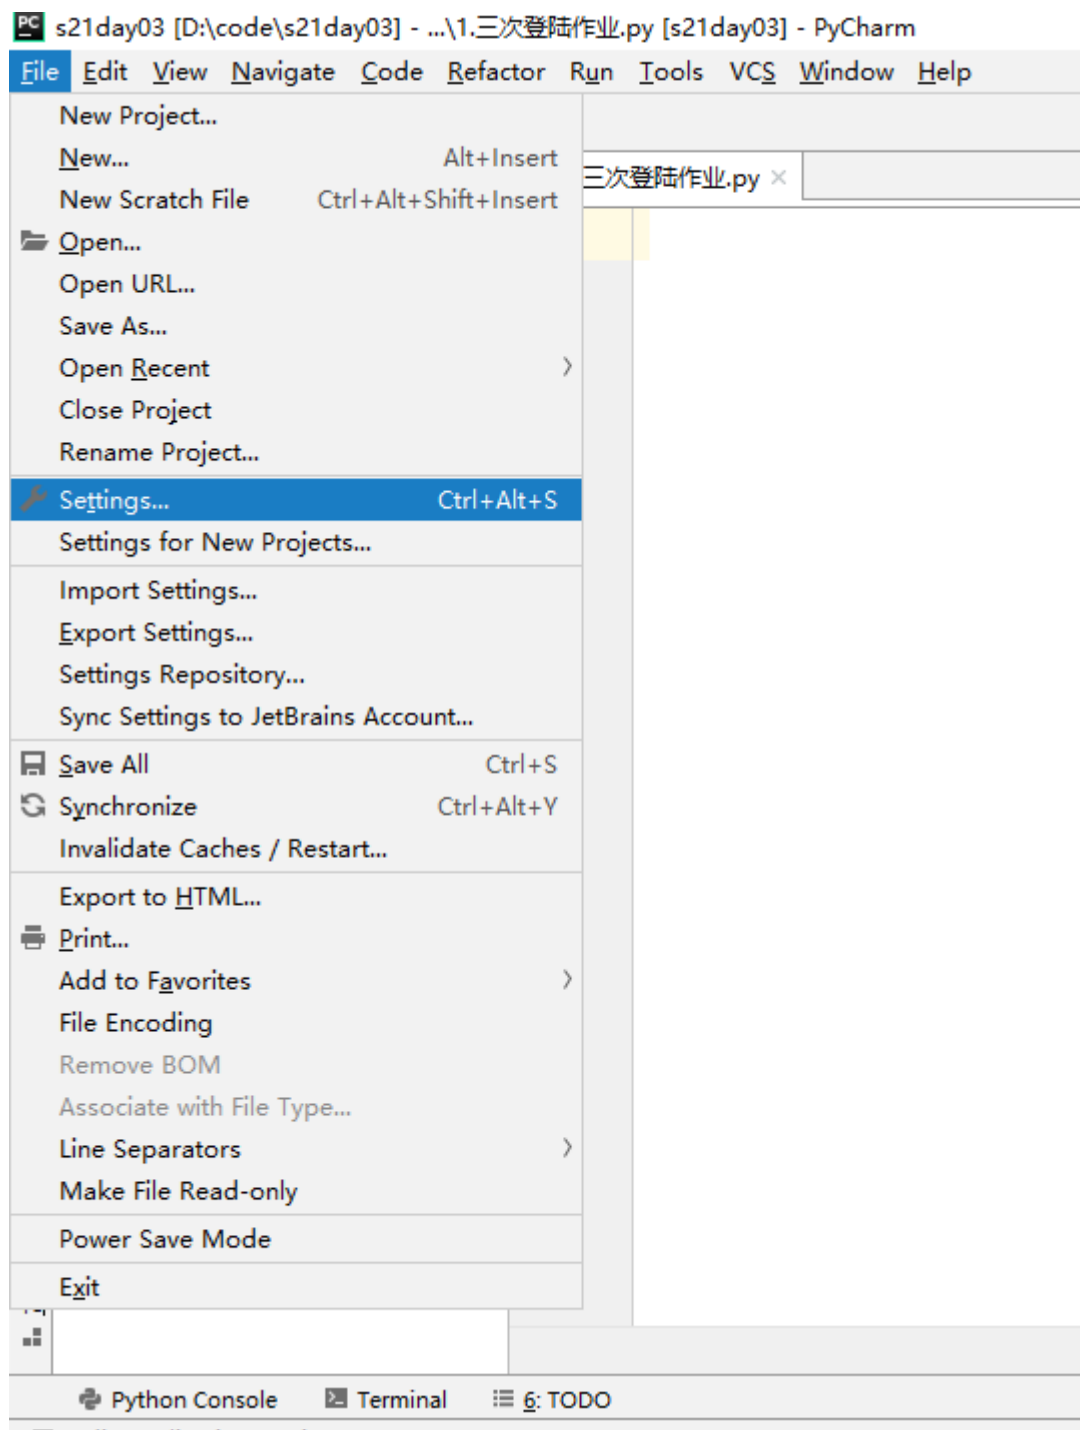 PC s21day03 [D:\code\s21day03] - ...\1.三次登陆作业.py [s21day03] - PyCharm
File Edit View Navigate Code Refactor Run Tools VCS Window Help
New Project...
New... Alt+Insert
三次登陆作业.py
New Scratch File Ctrl+Alt+Shift+Insert
Open...
Open URL...
Save As...
Open Recent
Close Project
Rename Project...
Settings... Ctrl+Alt+S
Settings for New Projects...
Import Settings...
Export Settings...
Settings Repository...
Sync Settings to JetBrains Account...
Save All Ctrl+S
Synchronize Ctrl+Alt+Y
Invalidate Caches / Restart...
Export to HTML...
Print...
Add to Favorites
File Encoding
Remove BOM
Associate with File Type...
Line Separators
Make File Read-only
Power Save Mode
Exit
Python Console Terminal 6: TODO